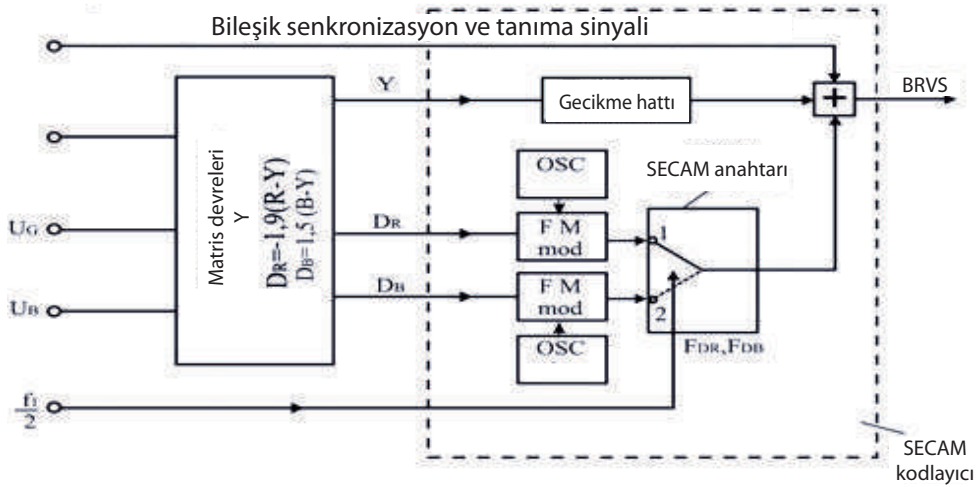 Bileşik senkronizasyon ve tanıma sinyali
BRVS
Y
Gecikme hattı
+
OSC
SECAM anahtarı
Matris devreleri
Y
DR=-1,9(R-Y)
DB=1,5 (B-Y)
UG
DR
F M
mod
1
UB
DB
F M
mod
2
OSC
FDR,FDB
f1
2
SECAM
kodlayıcı